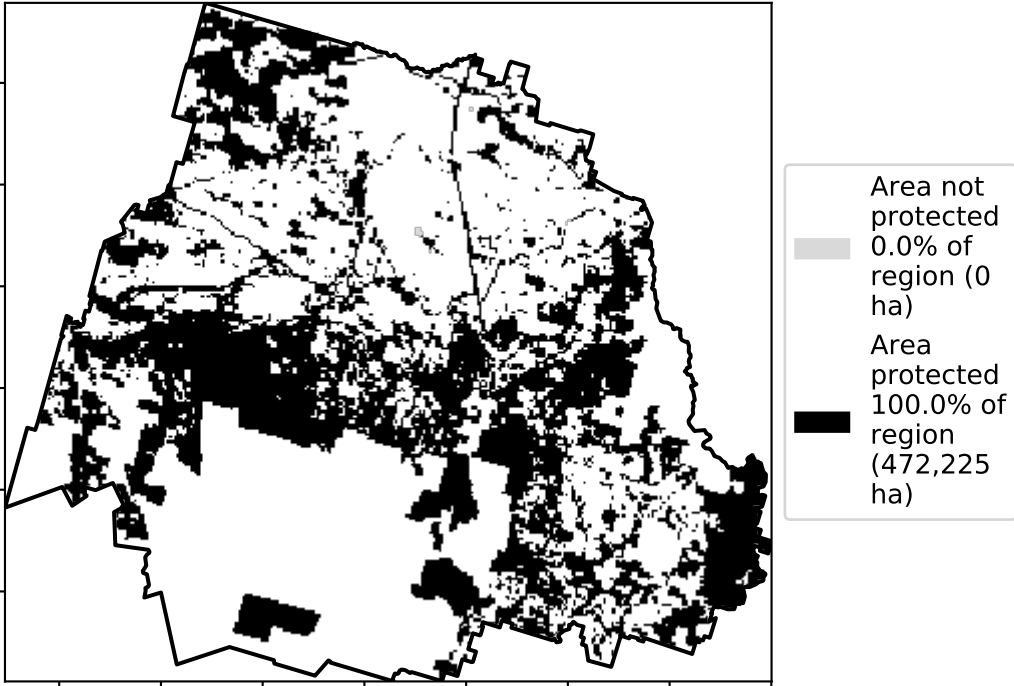 Area not
protected
0.0% of
region (0
ha)
Area
protected
100.0% of
region
(472,225
ha)